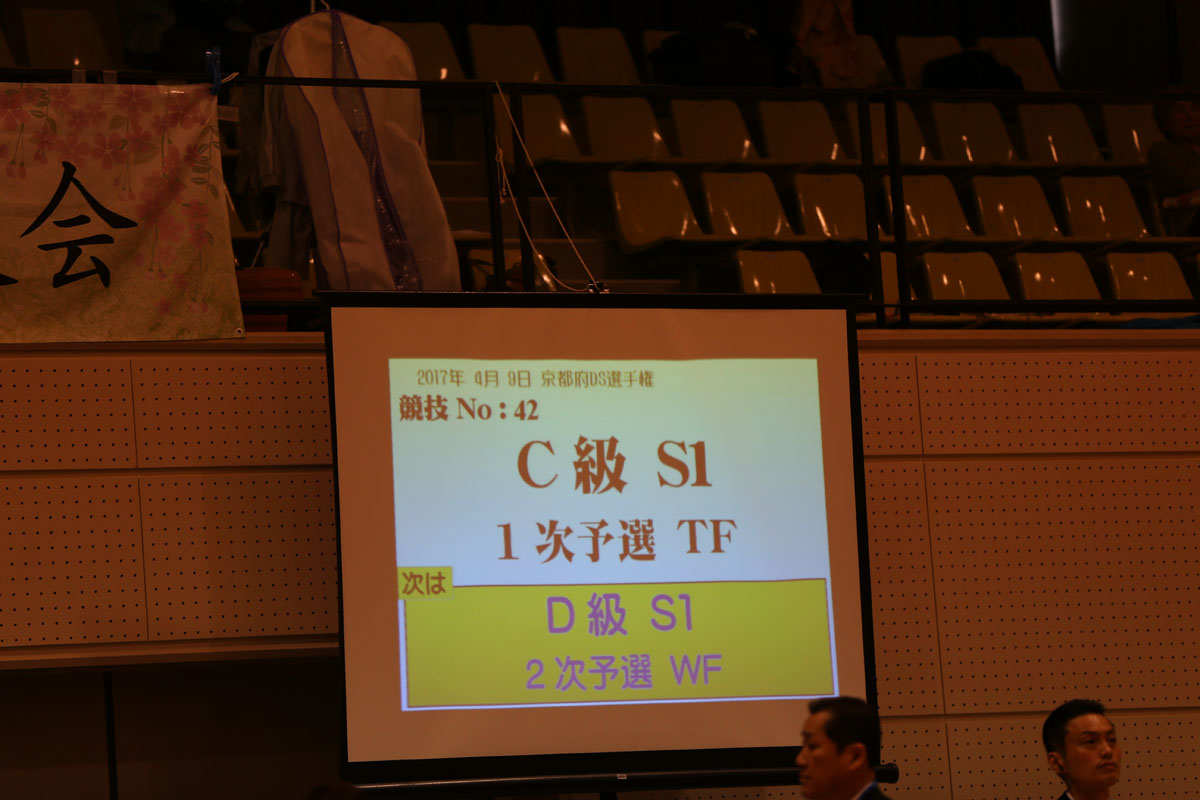 会
2017年 4月 9日 京都府DS選手権
競技 No : 42
C 級 S1
1 次予選 TF
次は
D 級 S1
2 次予選 WF